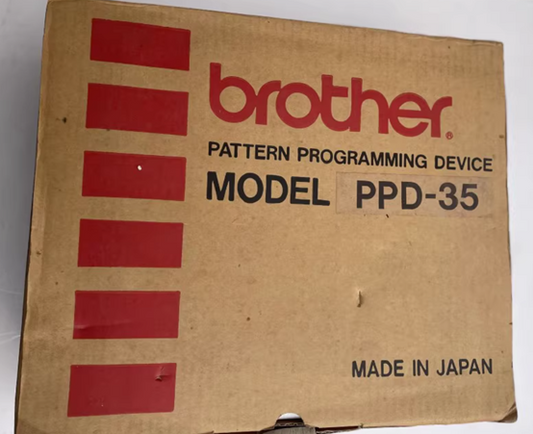 brother®
PATTERN PROGRAMMING DEVICE
MODEL PPD-35
MADE IN JAPAN